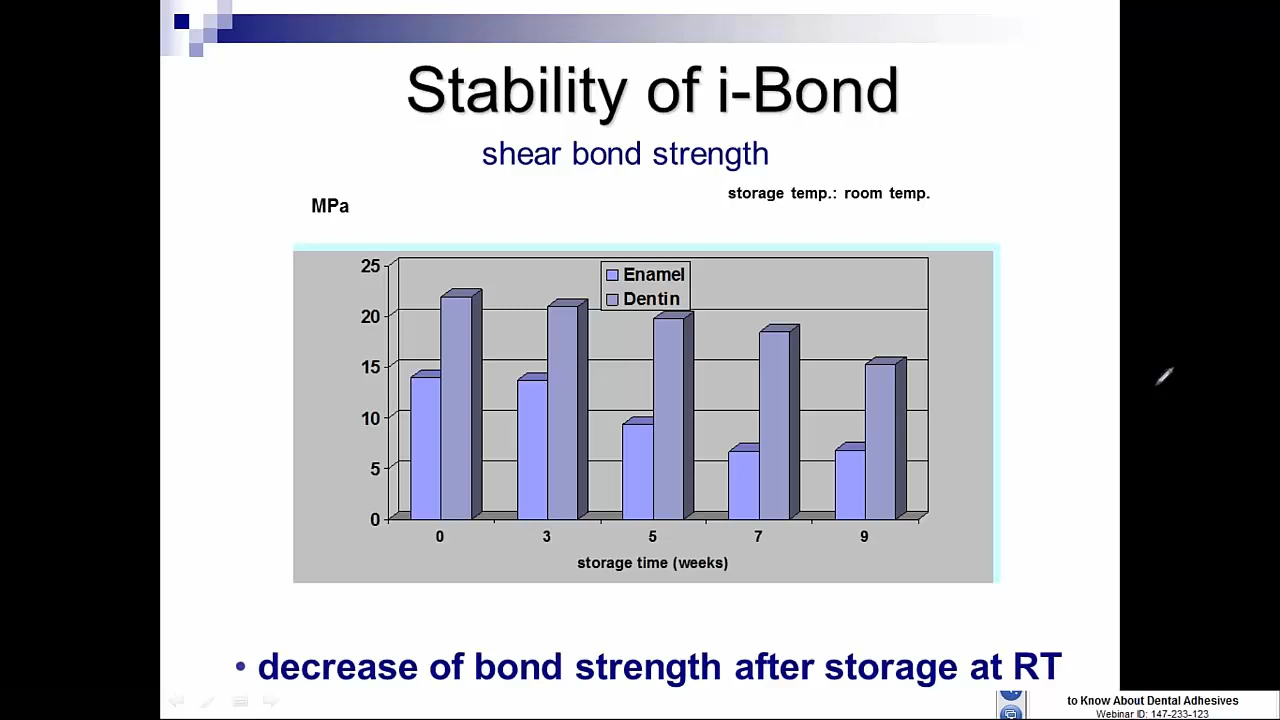 Stability of i-Bond
shear bond strength
storage temp.: room temp.
MPa
Enamel
Dentin
25
20
15
10
5
0
0 3 5 7 9
storage time (weeks)
• decrease of bond strength after storage at RT
to Know About Dental Adhesives
Webinar ID: 147-233-123